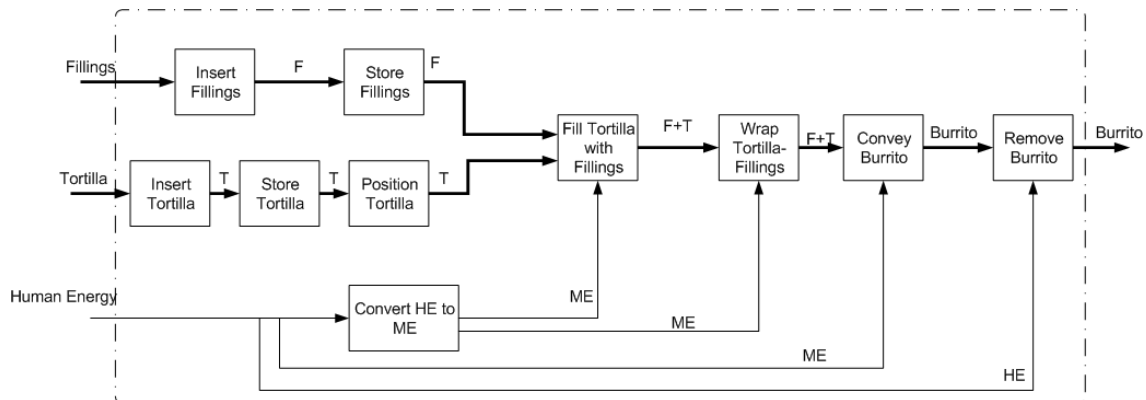 Fillings
Insert
Fillings
F
Store
Fillings
F
Fill Tortilla
with
Fillings
F+T
Wrap
Tortilla-
Fillings
F+T
Convey
Burrito
Burrito
Remove
Burrito
Burrito
Tortilla
Insert
Tortilla
T
Store
Tortilla
T
Position
Tortilla
T
Human Energy
Convert HE to
ME
ME
ME
ME
HE